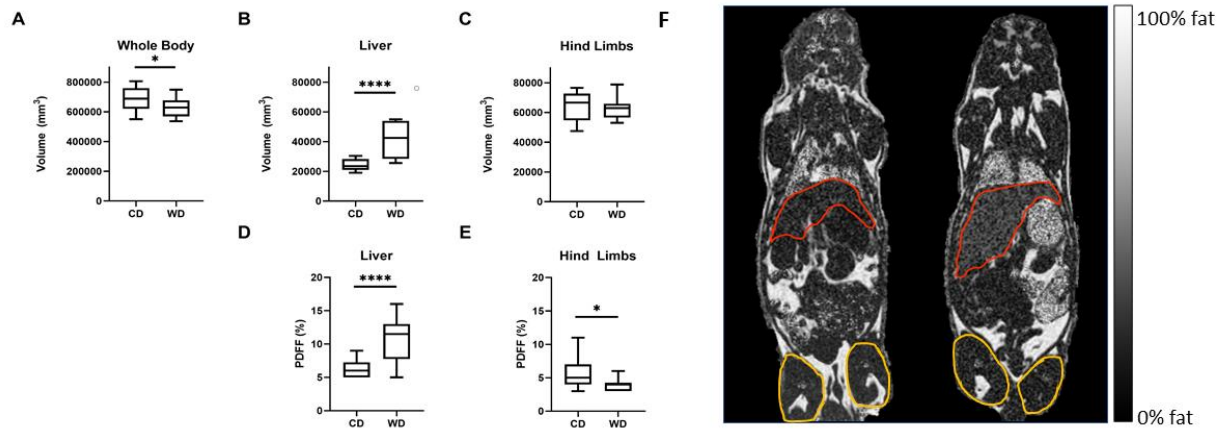 A
Whole Body
*
Volume (mm³)
800000
600000
400000
200000
0
CD
WD
B
Liver
****
Volume (mm³)
80000
60000
40000
20000
0
CD
WD
C
Hind Limbs
Volume (mm³)
80000
60000
40000
20000
0
CD
WD
D
Liver
****
PDFF (%)
20
15
10
5
0
CD
WD
E
Hind Limbs
*
PDFF (%)
20
15
10
5
0
CD
WD
F
100% fat
0% fat